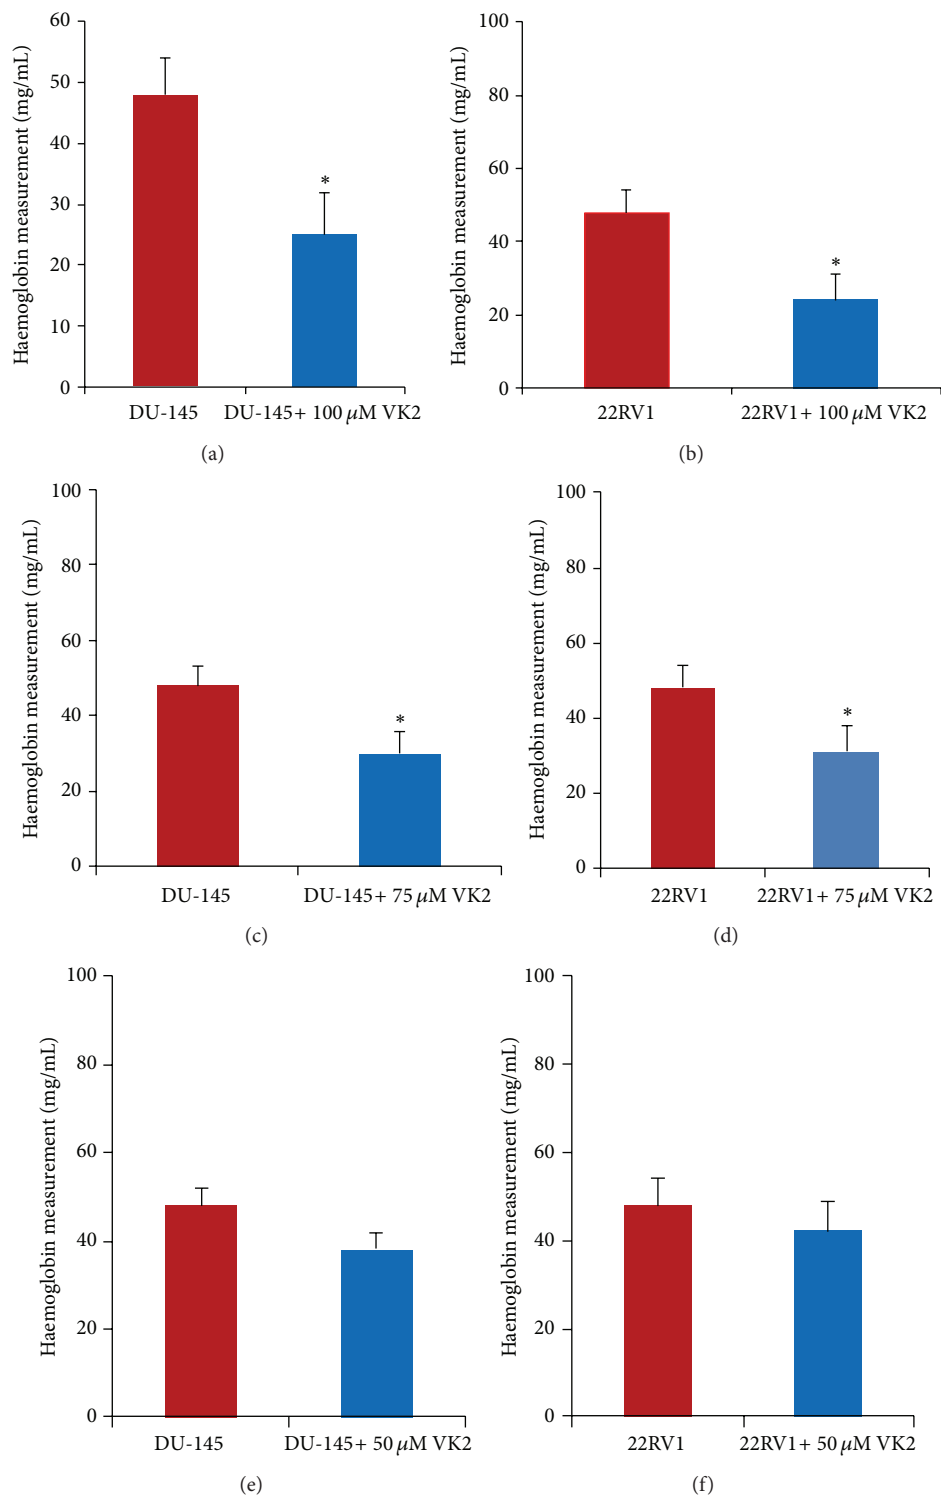 60
50
40
30
20
10
0
Haemoglobin measurement (mg/mL)
*
DU-145
DU-145+ 100 μM VK2
(a)
100
80
60
40
20
0
Haemoglobin measurement (mg/mL)
*
22RV1
22RV1+ 100 μM VK2
(b)
100
80
60
40
20
0
Haemoglobin measurement (mg/mL)
*
DU-145
DU-145+ 75 μM VK2
(c)
100
80
60
40
20
0
Haemoglobin measurement (mg/mL)
*
22RV1
22RV1+ 75 μM VK2
(d)
100
80
60
40
20
0
Haemoglobin measurement (mg/mL)
DU-145
DU-145+ 50 μM VK2
(e)
100
80
60
40
20
0
Haemoglobin measurement (mg/mL)
22RV1
22RV1+ 50 μM VK2
(f)